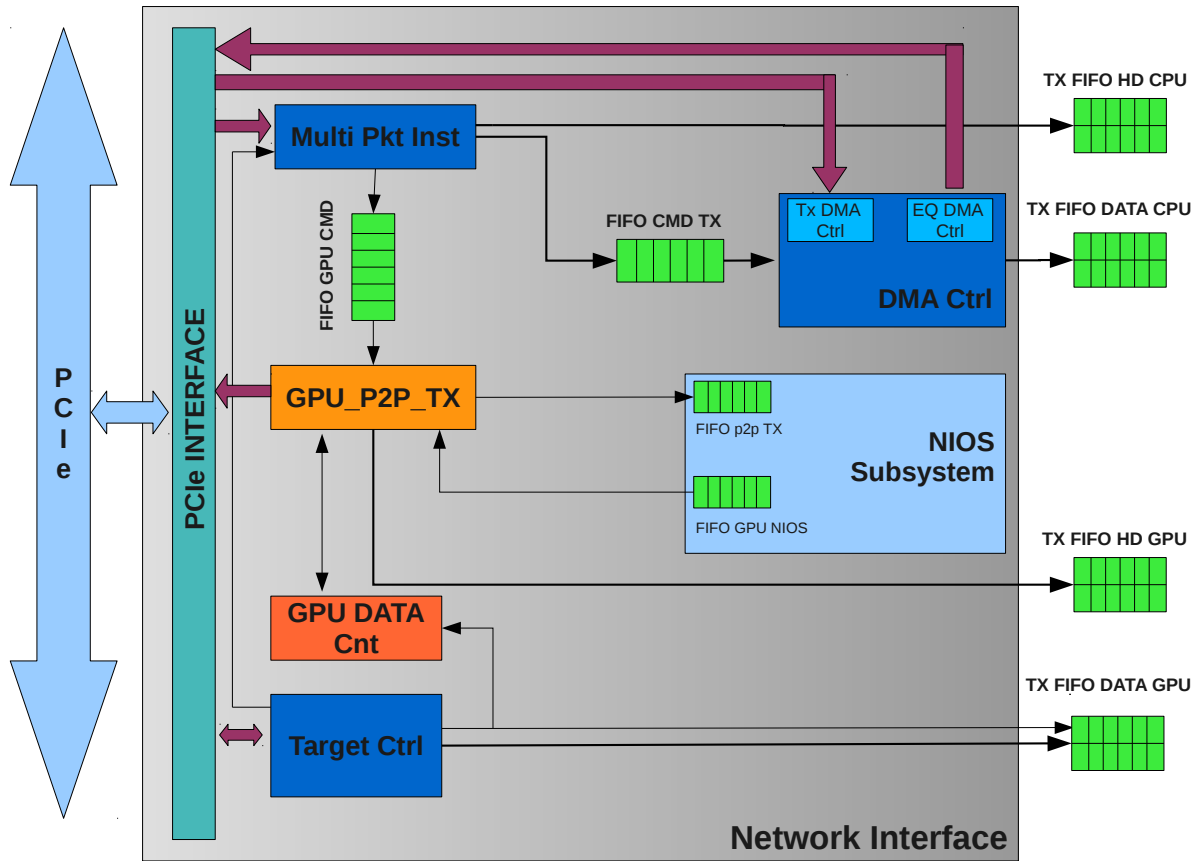 TX FIFO HD CPU
Multi Pkt Inst
Tx DMA
Ctrl
EQ DMA
Ctrl
DMA Ctrl
FIFO CMD TX
TX FIFO DATA CPU
FIFO GPU CMD
PCIe INTERFACE
P
C
I
e
GPU_P2P_TX
FIFO p2p TX
NIOS
Subsystem
FIFO GPU NIOS
TX FIFO HD GPU
GPU DATA
Cnt
TX FIFO DATA GPU
Target Ctrl
Network Interface